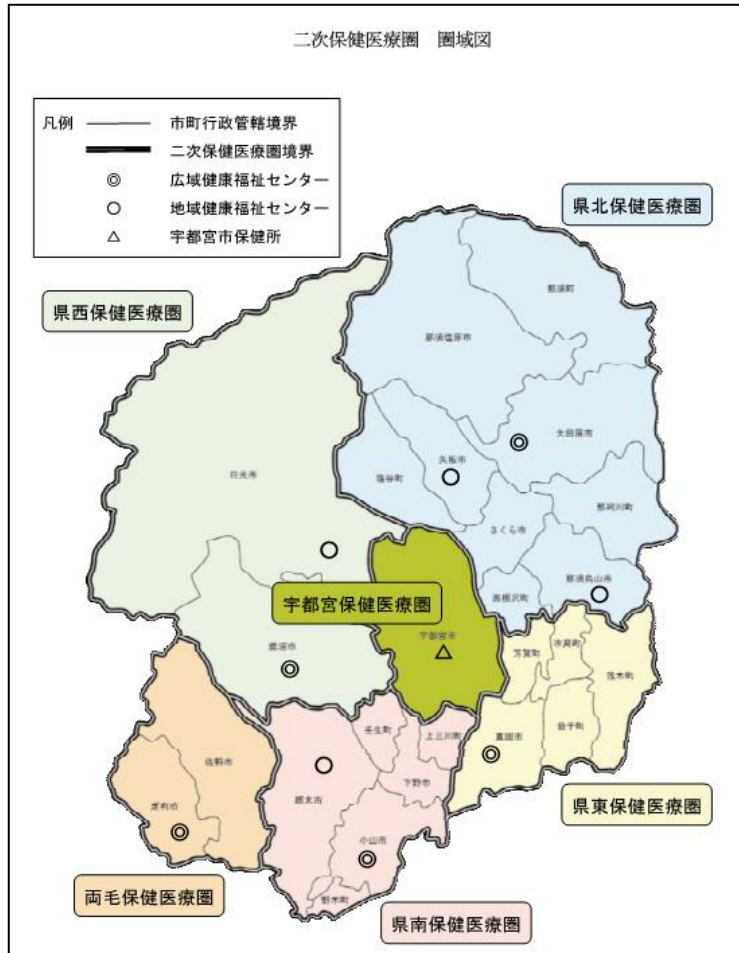 二次保健医療圏 圏域図
凡例 市町行政管轄境界
二次保健医療圏境界
広域健康福祉センター
地域健康福祉センター
宇都宮市保健所
県北保健医療圏
県西保健医療圏
那須町
那須塩原市
大田原市
矢板市
塩谷町
日光市
那珂川町
さくら市
那須烏山市
高根沢町
宇都宮保健医療圏
宇都宮市
鹿沼市
芳賀町
市貝町
茂木町
益子町
真岡市
壬生町
上三川町
下野市
栃木市
佐野市
足利市
小山市
野木町
県東保健医療圏
両毛保健医療圏
県南保健医療圏